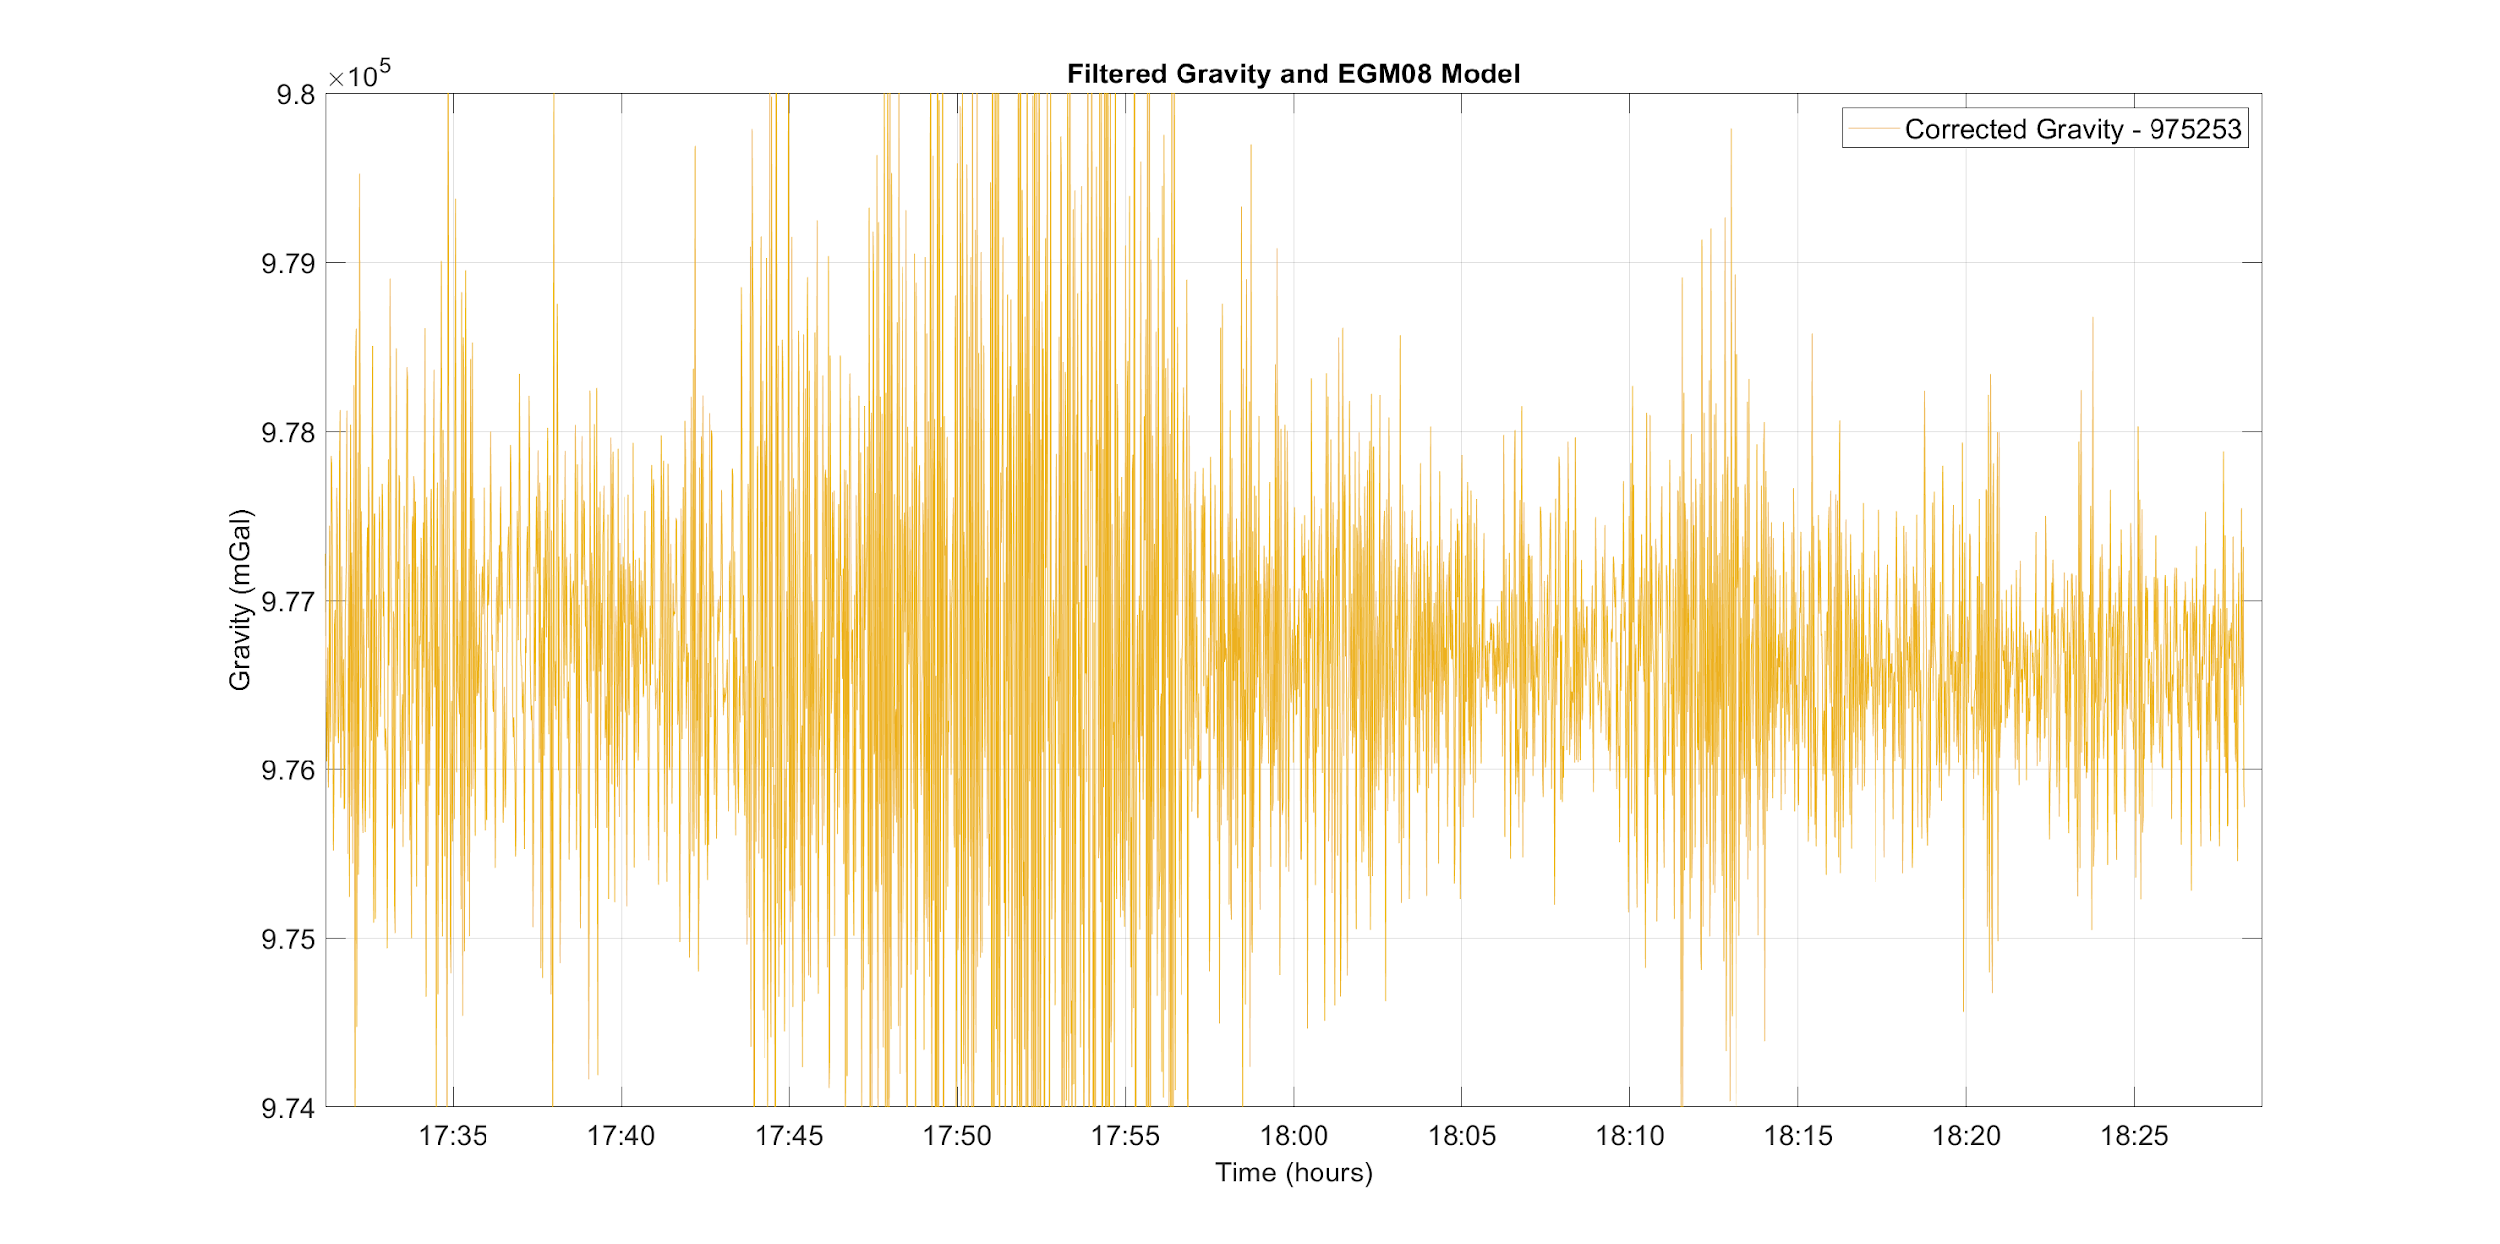 Filtered Gravity and EGM08 Model
×10^5
9.8
9.79
9.78
9.77
9.76
9.75
9.74
Gravity (mGal)
Corrected Gravity - 975253
17:35 17:40 17:45 17:50 17:55 18:00 18:05 18:10 18:15 18:20 18:25
Time (hours)